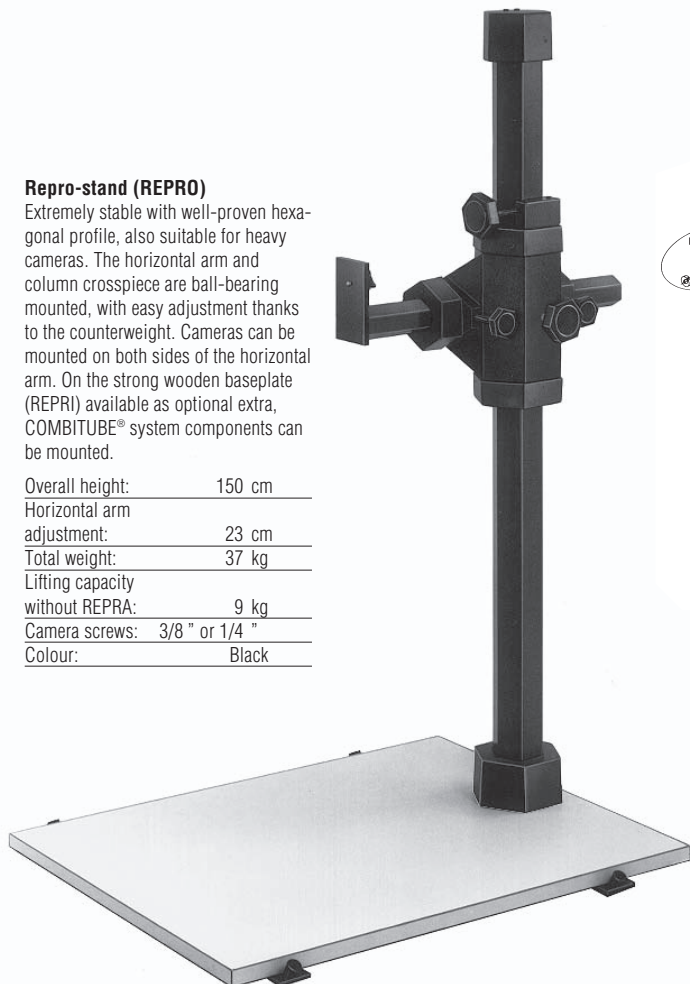 Repro-stand (REPRO)
Extremely stable with well-proven hexa-
gonal profile, also suitable for heavy
cameras. The horizontal arm and
column crosspiece are ball-bearing
mounted, with easy adjustment thanks
to the counterweight. Cameras can be
mounted on both sides of the horizontal
arm. On the strong wooden baseplate
(REPRI) available as optional extra,
COMBITUBE® system components can
be mounted.
Overall height: 150 cm
Horizontal arm
adjustment: 23 cm
Total weight: 37 kg
Lifting capacity
without REPRA: 9 kg
Camera screws: 3/8 " or 1/4 "
Colour: Black